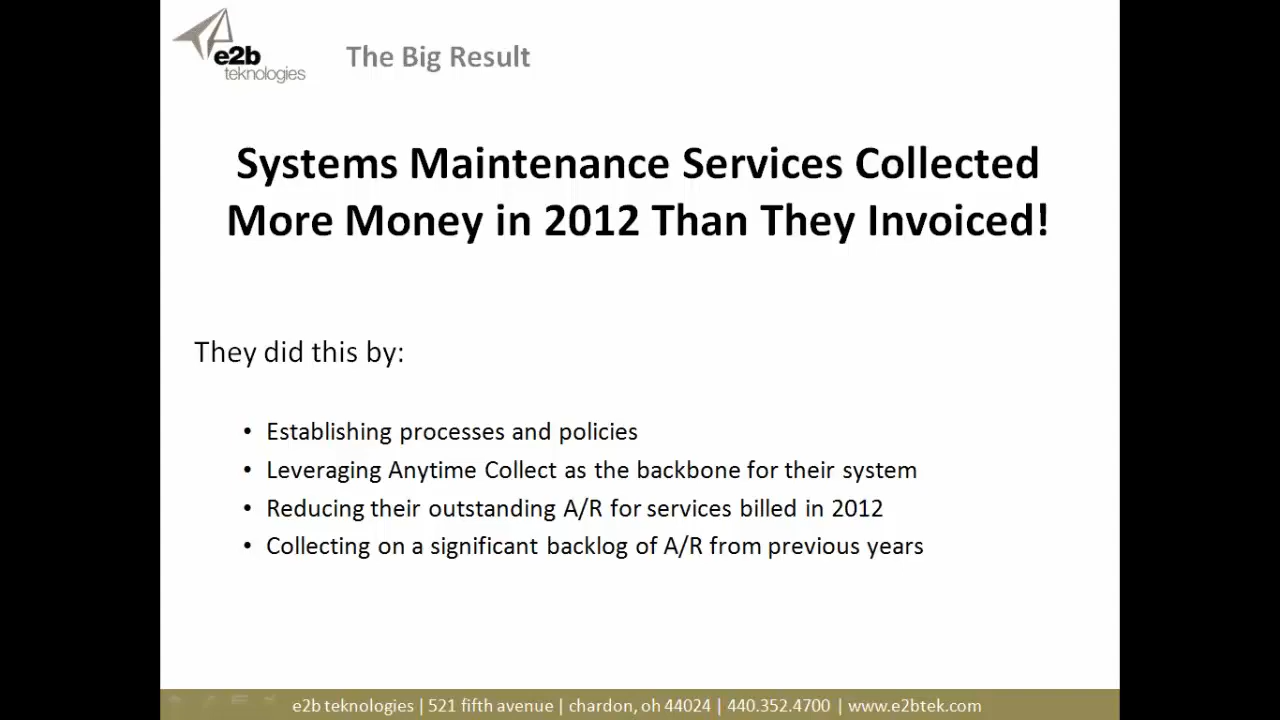 e2b
teknologies
The Big Result
Systems Maintenance Services Collected
More Money in 2012 Than They Invoiced!
They did this by:
• Establishing processes and policies
• Leveraging Anytime Collect as the backbone for their system
• Reducing their outstanding A/R for services billed in 2012
• Collecting on a significant backlog of A/R from previous years
e2b teknologies | 521 fifth avenue | chardon, oh 44024 | 440.352.4700 | www.e2btek.com